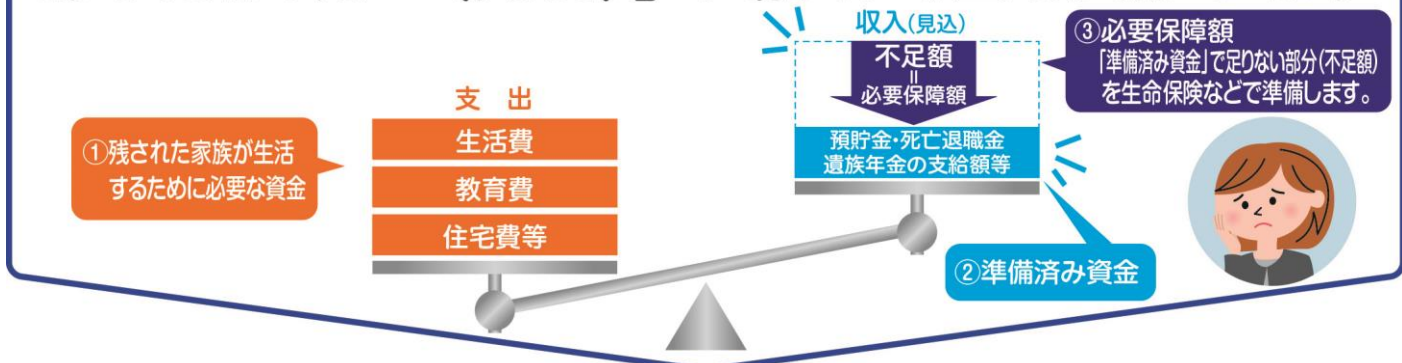 支出
①残された家族が生活
するために必要な資金
生活費
教育費
住宅費等
収入(見込)
不足額
＝
必要保障額
預貯金・死亡退職金
遺族年金の支給額等
②準備済み資金
③必要保障額
「準備済み資金」で足りない部分(不足額)
を生命保険などで準備します。